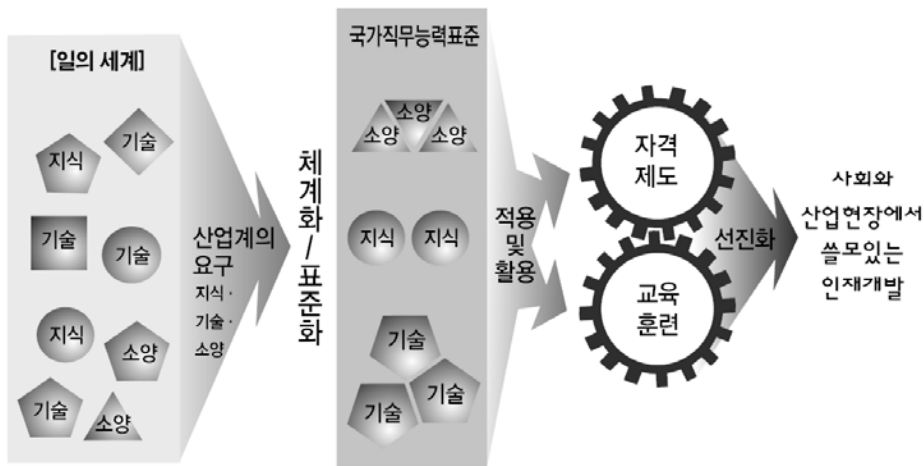 [일의 세계]
지식
기술
기술
기술
지식
소양
기술
소양
산업계의
요구
지식·
기술·
소양
체계화/표준화
국가직무능력표준
소양
소양
소양
지식
지식
기술
기술
기술
적용
및
활용
자격
제도
교육
훈련
선진화
사회와
산업현장에서
쓸모있는
인재개발